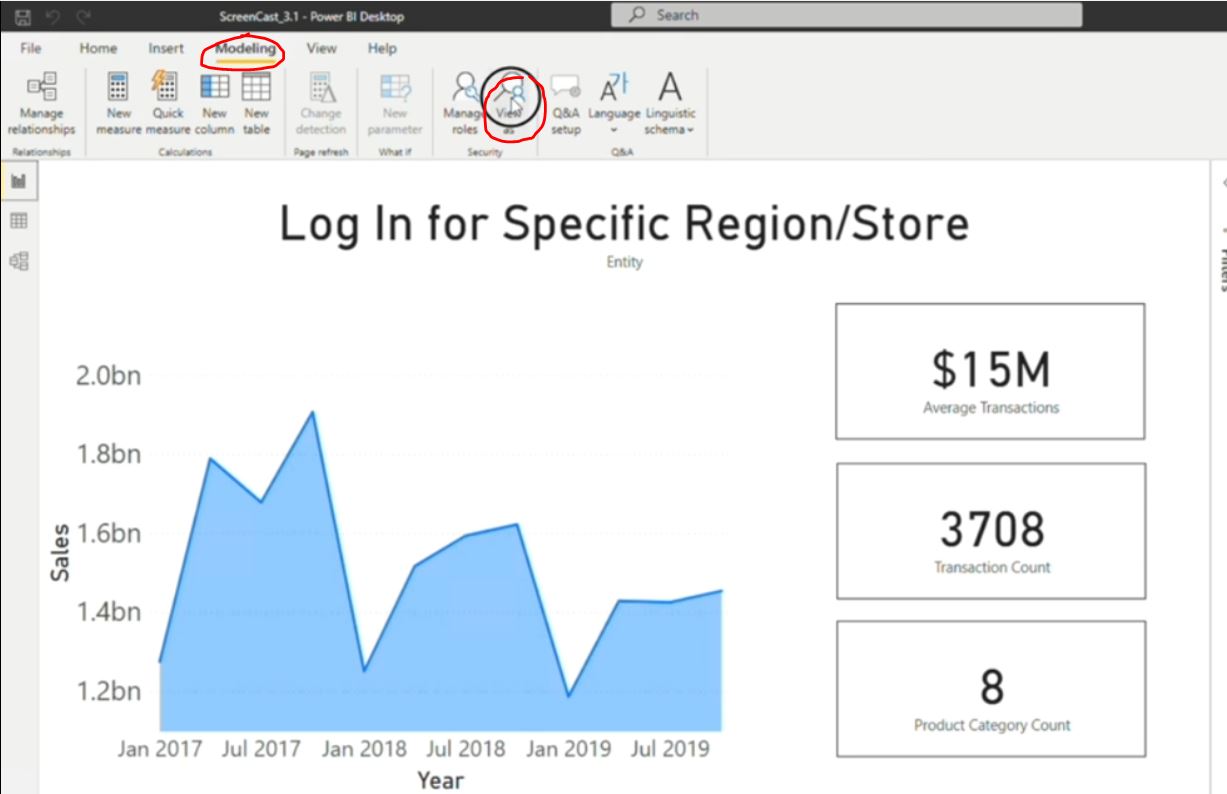 ScreenCast_3.1 - Power BI Desktop
Search
File Home Insert Modeling View Help
Manage relationships
New measure
Quick measure
New column
New table
Change detection
New parameter
Manage roles
View as
Q&A setup
Language
Linguistic schema
Relationships
Calculations
Page refresh
What If
Security
Q&A
Log In for Specific Region/Store
Entity
Filters
2.0bn
1.8bn
1.6bn
1.4bn
1.2bn
Sales
Jan 2017 Jul 2017 Jan 2018 Jul 2018 Jan 2019 Jul 2019
Year
$15M
Average Transactions
3708
Transaction Count
8
Product Category Count